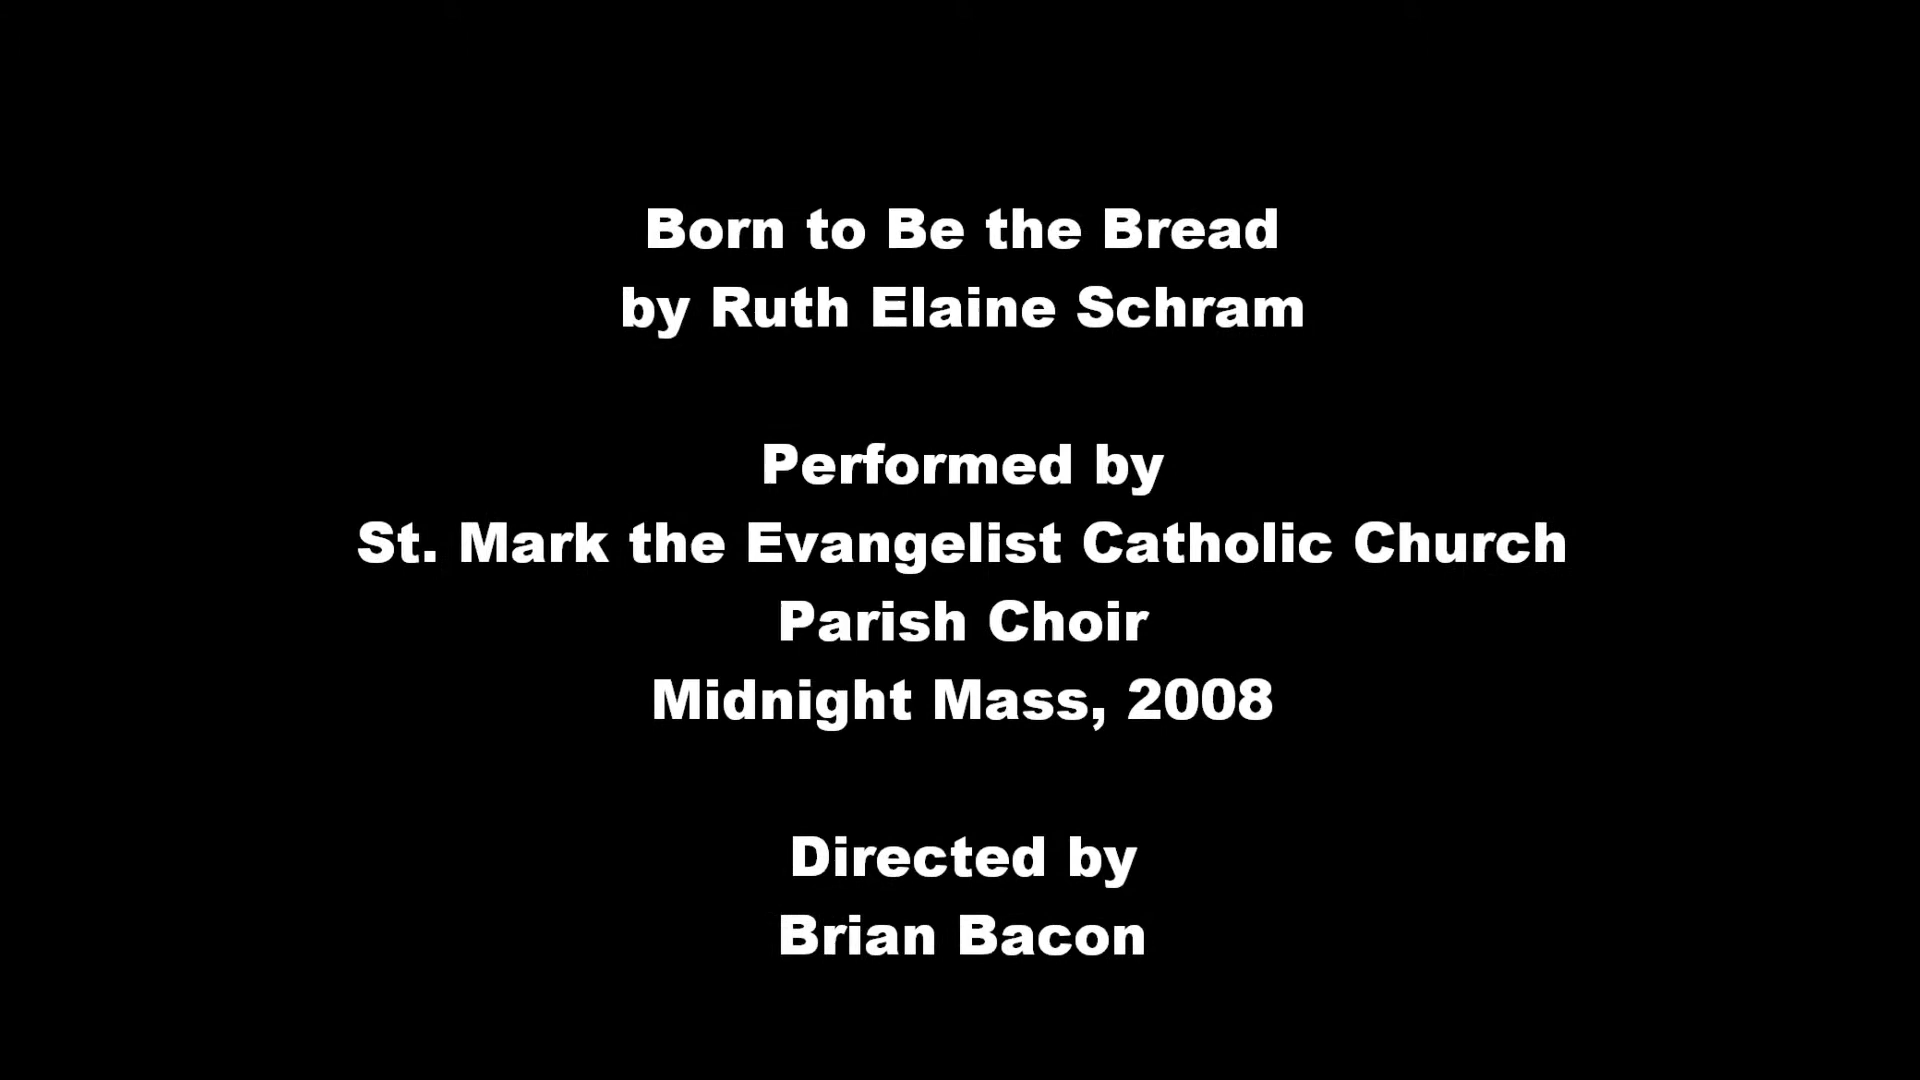 Born to Be the Bread
by Ruth Elaine Schram
Performed by
St. Mark the Evangelist Catholic Church
Parish Choir
Midnight Mass, 2008
Directed by
Brian Bacon